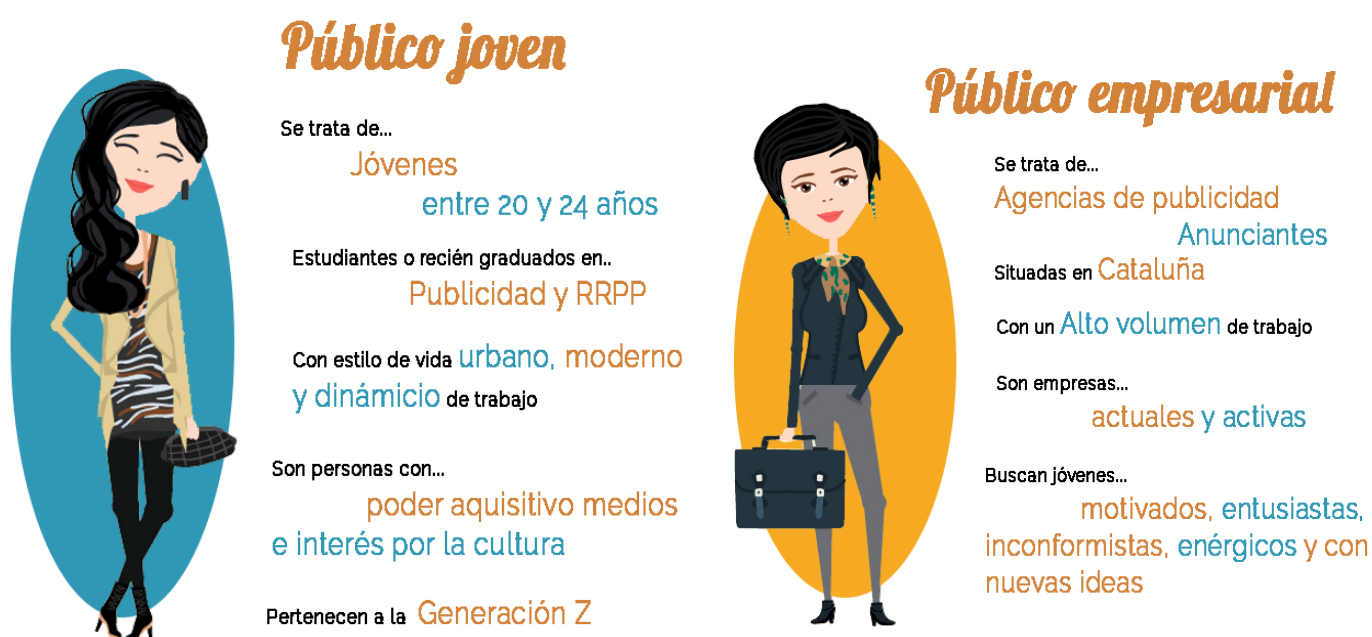 Público joven
Se trata de...
Jóvenes
entre 20 y 24 años
Estudiantes o recién graduados en..
Publicidad y RRPP
Con estilo de vida urbano, moderno
y dinámicio de trabajo
Son personas con...
poder aquisitivo medios
e interés por la cultura
Pertenecen a la Generación Z
Público empresarial
Se trata de...
Agencias de publicidad
Anunciantes
Situadas en Cataluña
Con un Alto volumen de trabajo
Son empresas...
actuales y activas
Buscan jóvenes...
motivados, entusiastas,
inconformistas, enérgicos y con
nuevas ideas